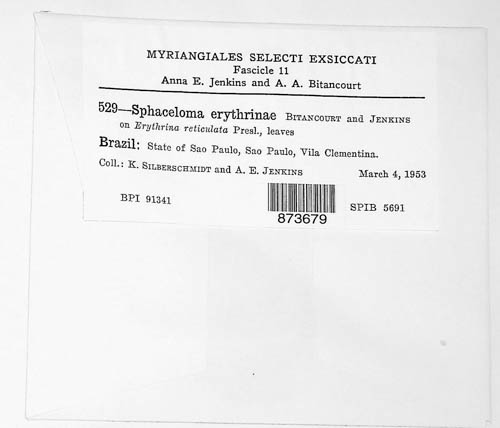 MYRIANGIALES SELECTI EXSICCATI
Fascicle 11
Anna E. Jenkins and A. A. Bitancourt
529—Sphaceloma erythrinae BITANCOURT and JENKINS
on Erythrina reticulata Presl., leaves
Brazil: State of Sao Paulo, Sao Paulo, Vila Clementina.
Coll.: K. SILBERSCHMIDT and A. E. JENKINS March 4, 1953
BPI 91341 SPIB 5691
873679